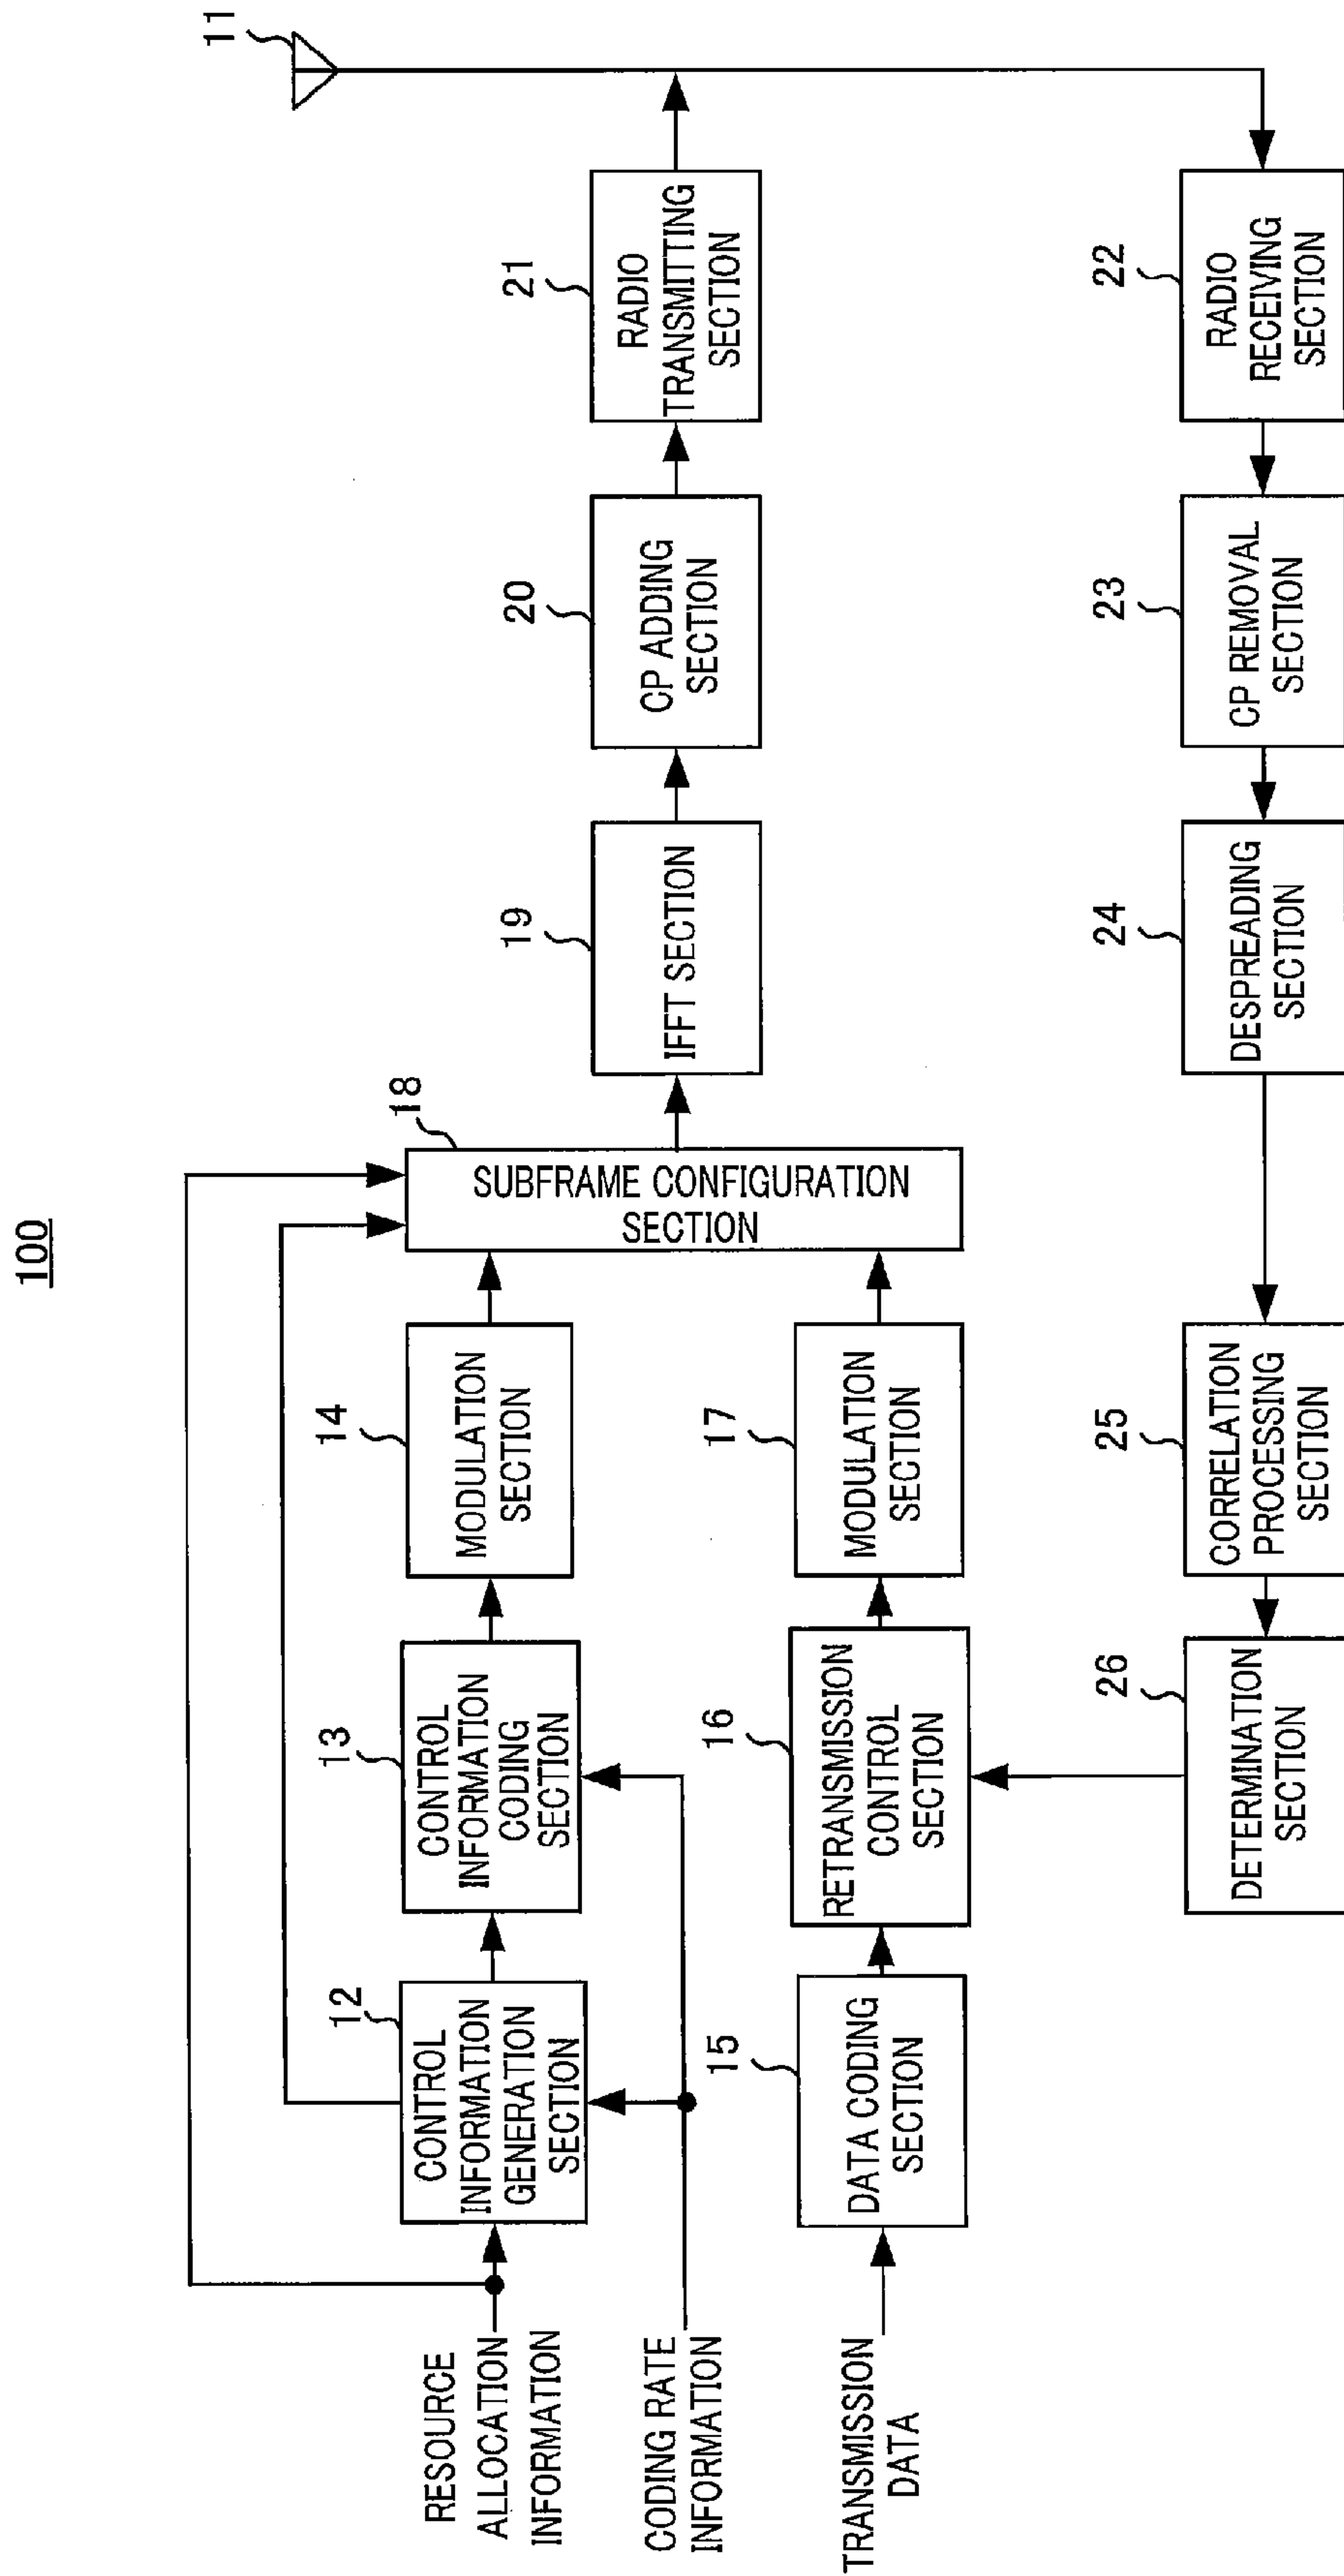 100
11
RESOURCE
ALLOCATION
INFORMATION
12
CONTROL
INFORMATION
GENERATION
SECTION
13
CONTROL
INFORMATION
CODING
SECTION
14
MODULATION
SECTION
18
SUBFRAME CONFIGURATION
SECTION
19
IFFT SECTION
20
CP ADDING
SECTION
21
RADIO
TRANSMITTING
SECTION
CODING RATE
INFORMATION
TRANSMISSION
DATA
15
DATA CODING
SECTION
16
RETRANSMISSION
CONTROL
SECTION
17
MODULATION
SECTION
26
DETERMINATION
SECTION
25
CORRELATION
PROCESSING
SECTION
24
DESPREADING
SECTION
23
CP REMOVAL
SECTION
22
RADIO
RECEIVING
SECTION